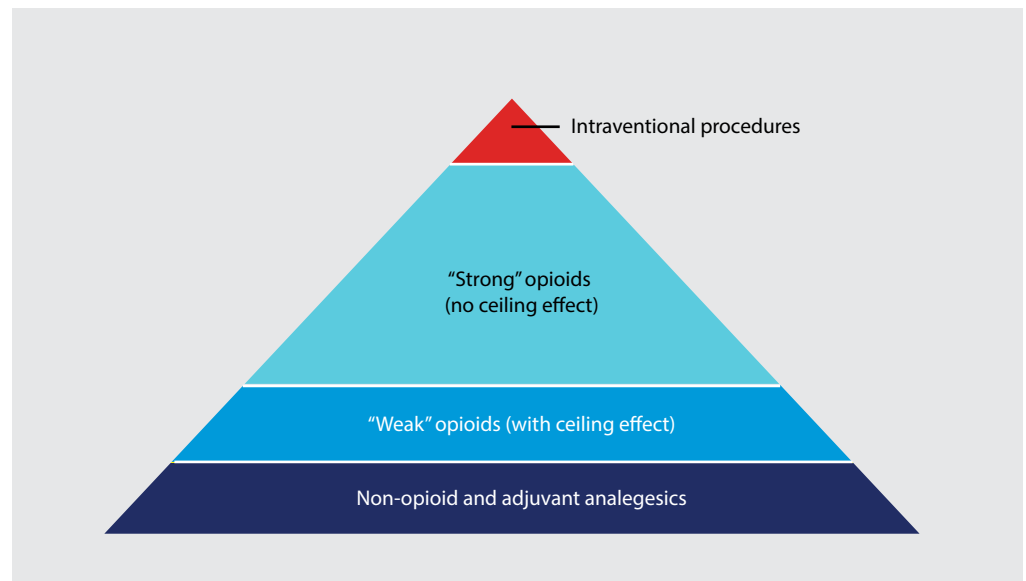 Intraventional procedures
“Strong” opioids
(no ceiling effect)
“Weak” opioids (with ceiling effect)
Non-opioid and adjuvant analegesics